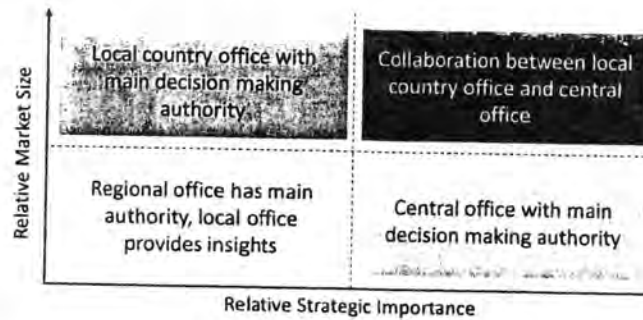 Relative Market Size
Local country office with
main decision making
authority
Collaboration between local
country office and central
office
Regional office has main
authority, local office
provides insights
Central office with main
decision making authority
Relative Strategic Importance